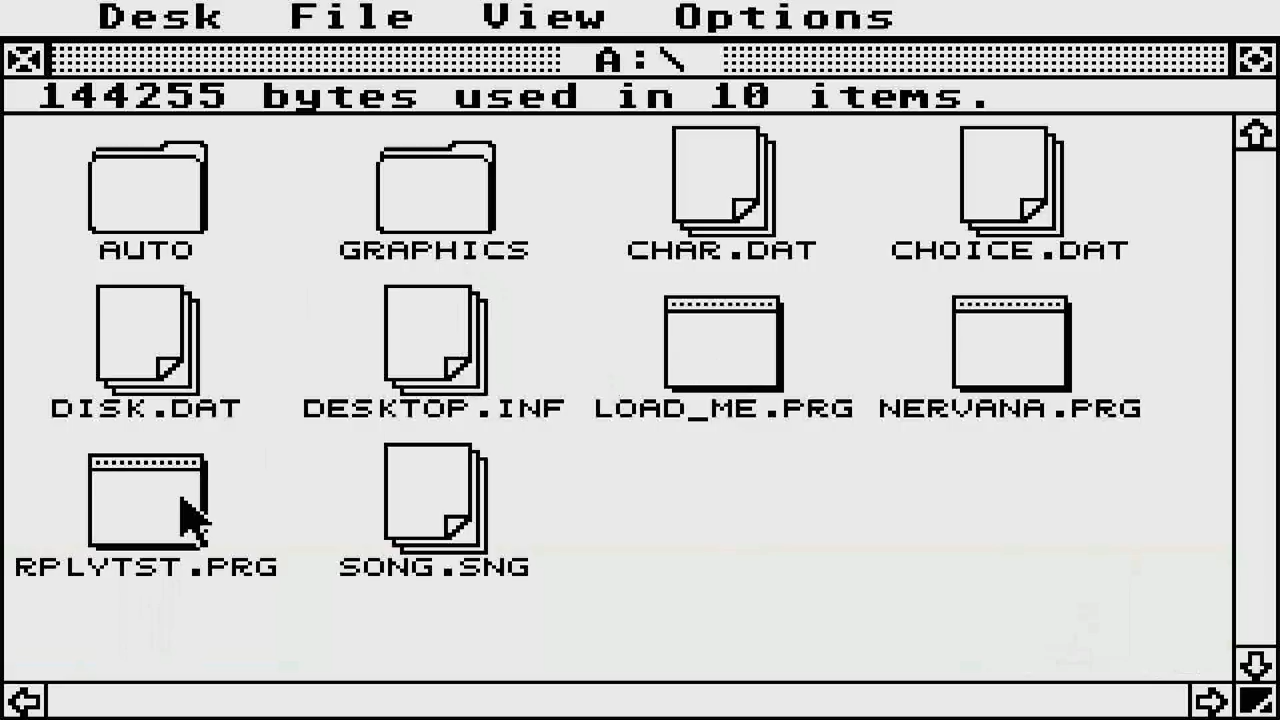 Desk File View Options
A:\
144255 bytes used in 10 items.
AUTO GRAPHICS CHAR.DAT CHOICE.DAT
DISK.DAT DESKTOP.INF LOAD_ME.PRG NERVANA.PRG
RPLYTST.PRG SONG.SNG